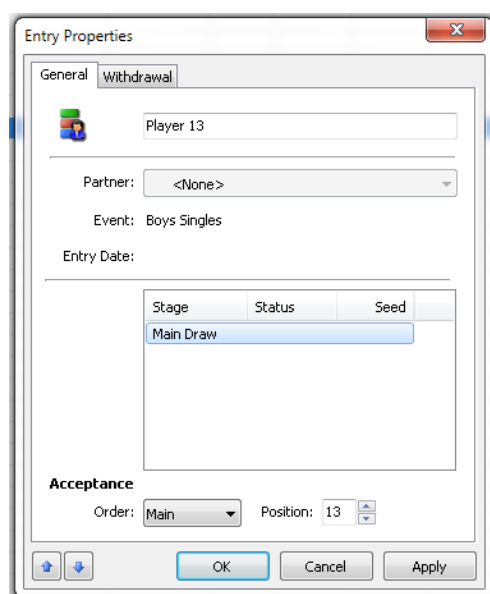 Entry Properties
General Withdrawal
Player 13
Partner: <None>
Event: Boys Singles
Entry Date:
Stage Status Seed
Main Draw
Acceptance
Order: Main Position: 13
OK Cancel Apply